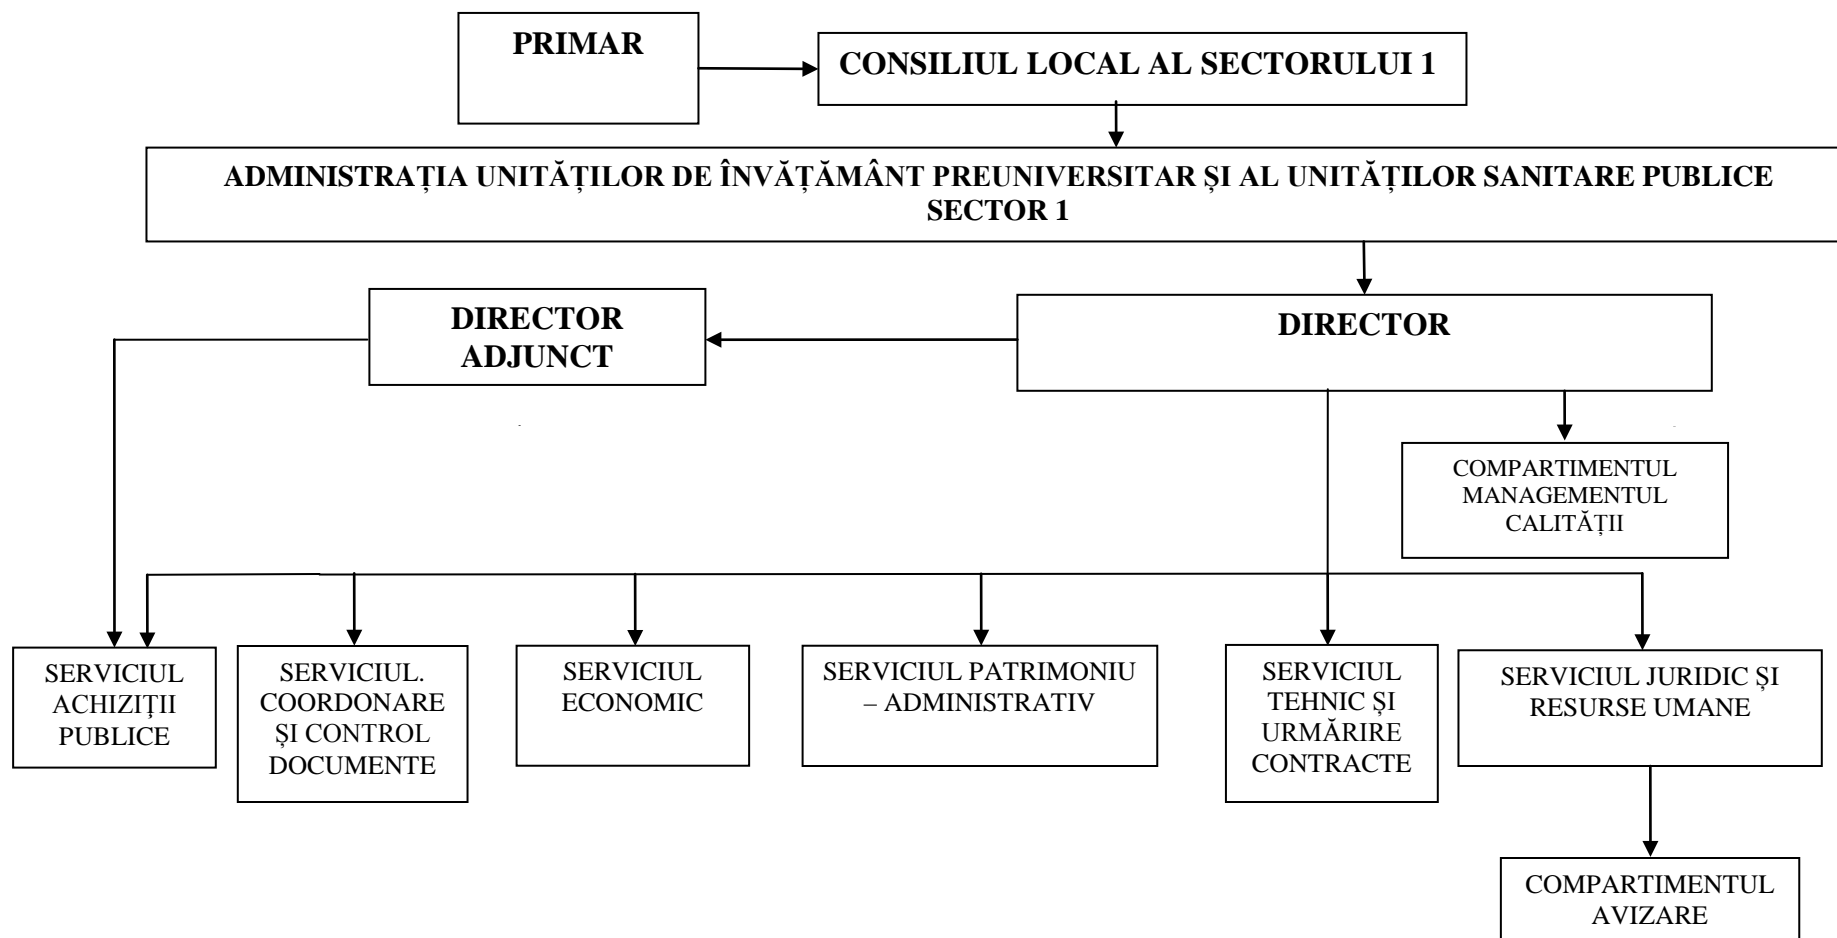 PRIMAR
CONSILIUL LOCAL AL SECTORULUI 1
ADMINISTRAȚIA UNITĂȚILOR DE ÎNVĂȚĂMÂNT PREUNIVERSITAR ȘI AL UNITĂȚILOR SANITARE PUBLICE
SECTOR 1
DIRECTOR
ADJUNCT
DIRECTOR
COMPARTIMENTUL
MANAGEMENTUL
CALITĂȚII
SERVICIUL
ACHIZIŢII
PUBLICE
SERVICIUL.
COORDONARE
ȘI CONTROL
DOCUMENTE
SERVICIUL
ECONOMIC
SERVICIUL PATRIMONIU
– ADMINISTRATIV
SERVICIUL
TEHNIC ȘI
URMĂRIRE
CONTRACTE
SERVICIUL JURIDIC ȘI
RESURSE UMANE
COMPARTIMENTUL
AVIZARE